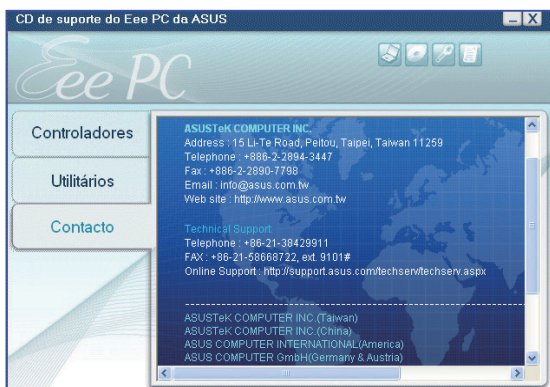 CD de suporte do Eee PC da ASUS
Eee PC
Controladores
Utilitários
Contacto
ASUSTeK COMPUTER INC.
Address : 15 Li-Te Road, Peitou, Taipei, Taiwan 11259
Telephone : +886-2-2894-3447
Fax : +886-2-2890-7798
Email : info@asus.com.tw
Web site : http://www.asus.com.tw
Technical Support
Telephone : +86-21-38429911
FAX : +86-21-58668722, ext. 9101#
Online Support : http://support.asus.com/techserv/techserv.aspx
ASUSTeK COMPUTER INC.(Taiwan)
ASUSTeK COMPUTER INC.(China)
ASUS COMPUTER INTERNATIONAL(America)
ASUS COMPUTER GmbH(Germany & Austria)